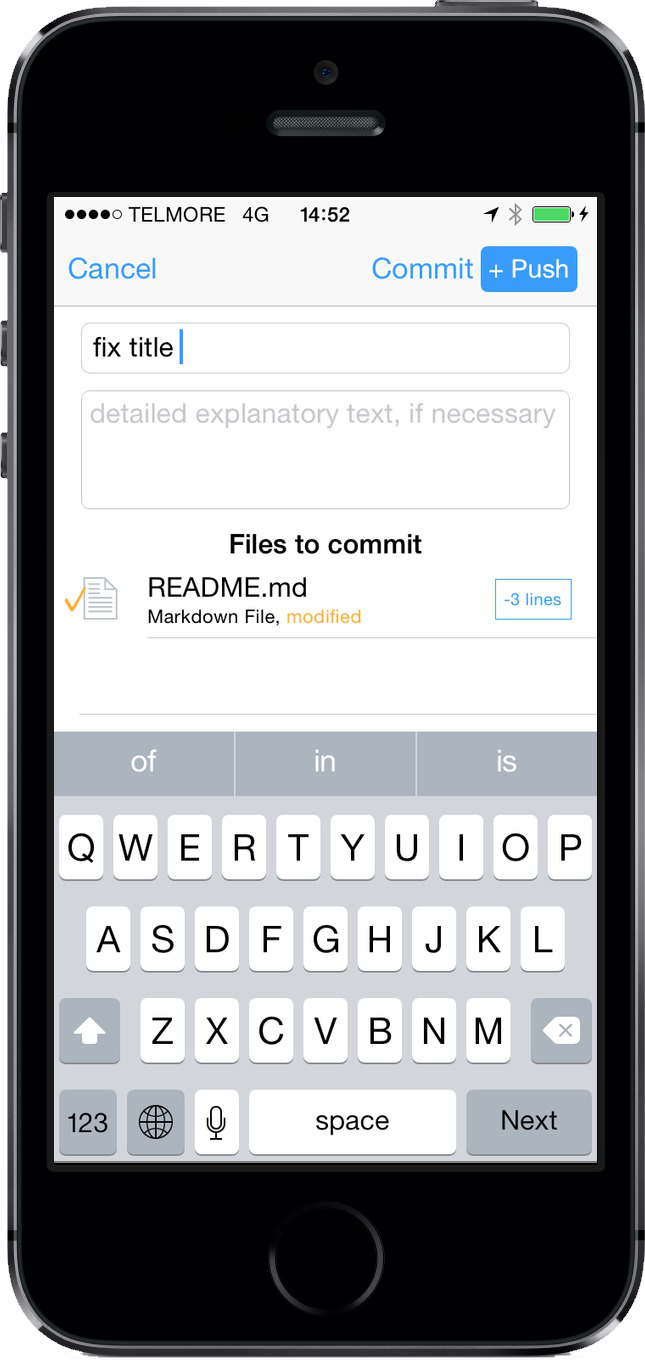 TELMORE 4G 14:52
Cancel Commit + Push
fix title
detailed explanatory text, if necessary
Files to commit
README.md
Markdown File, modified
-3 lines
of in is
Q W E R T Y U I O P
A S D F G H J K L
Z X C V B N M
123 space Next